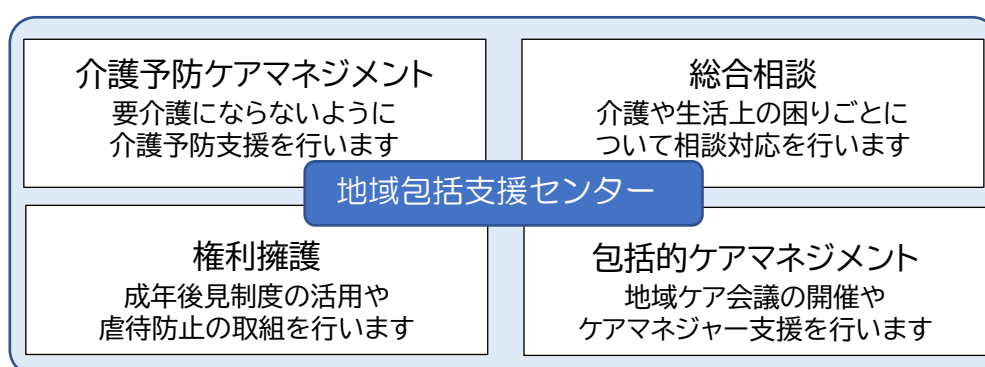 介護予防ケアマネジメント
要介護にならないように
介護予防支援を行います
総合相談
介護や生活上の困りごとに
ついて相談対応を行います
地域包括支援センター
権利擁護
成年後見制度の活用や
虐待防止の取組を行います
包括的ケアマネジメント
地域ケア会議の開催や
ケアマネジャー支援を行います